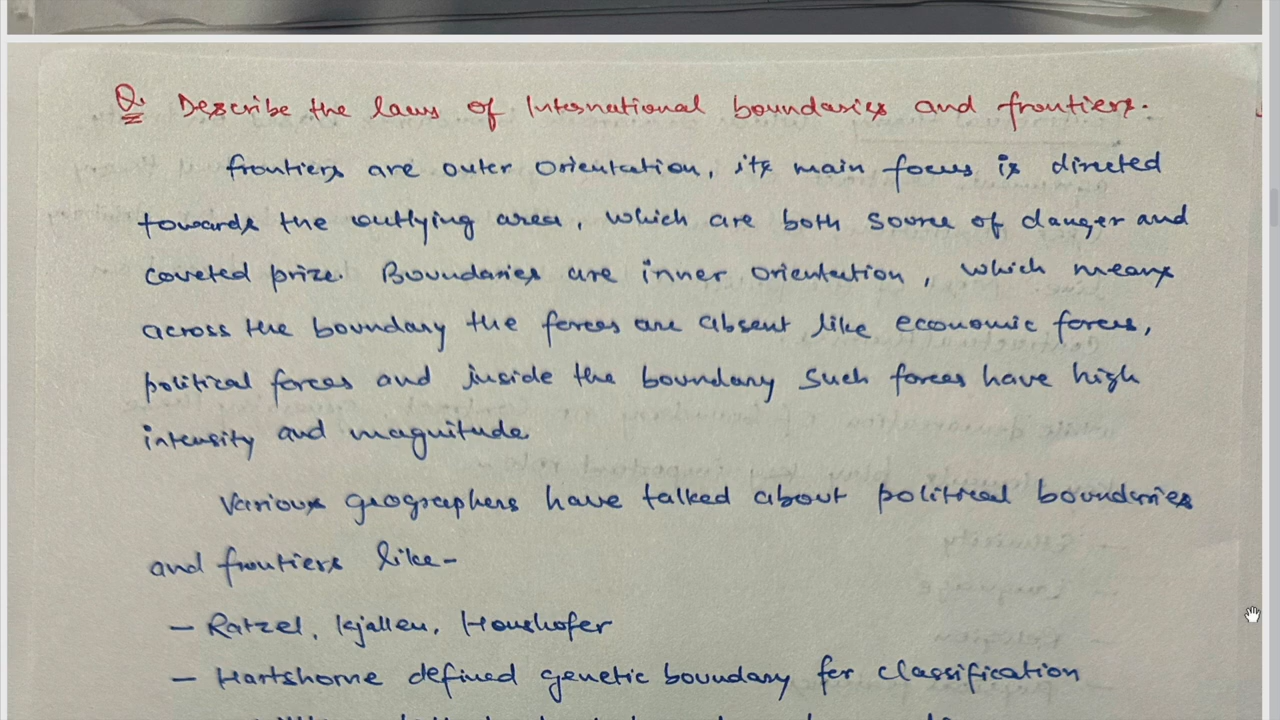 Q. Describe the laws of International boundaries and frontiers.
frontiers are outer orientation, its main focus is directed
towards the outlying area, which are both source of danger and
coveted prize. Boundaries are inner orientation, which means
across the boundary the forces are absent like economic forces,
political forces and inside the boundary such forces have high
intensity and magnitude.
Various geographers have talked about political boundaries
and frontiers like-
- Ratzel, Kjallen, Houshofer
- Hartshorne defined genetic boundary for classification